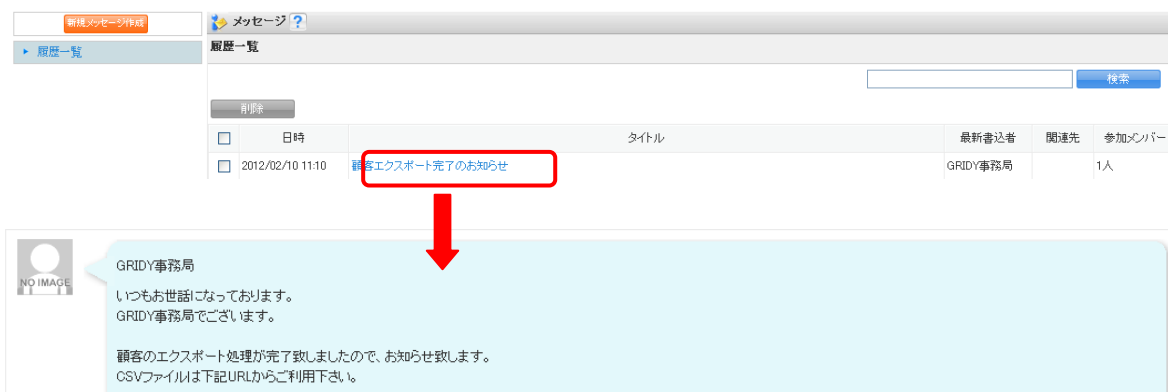 新規メッセージ作成
履歴一覧
メッセージ ?
履歴一覧
検索
削除
日時 タイトル 最新書込者 関連先 参加メンバー
2012/02/10 11:10 顧客エクスポート完了のお知らせ GRIDY事務局 1人
NO IMAGE
GRIDY事務局
いつもお世話になっております。
GRIDY事務局でございます。
顧客のエクスポート処理が完了致しましたので、お知らせ致します。
CSVファイルは下記URLからご利用下さい。